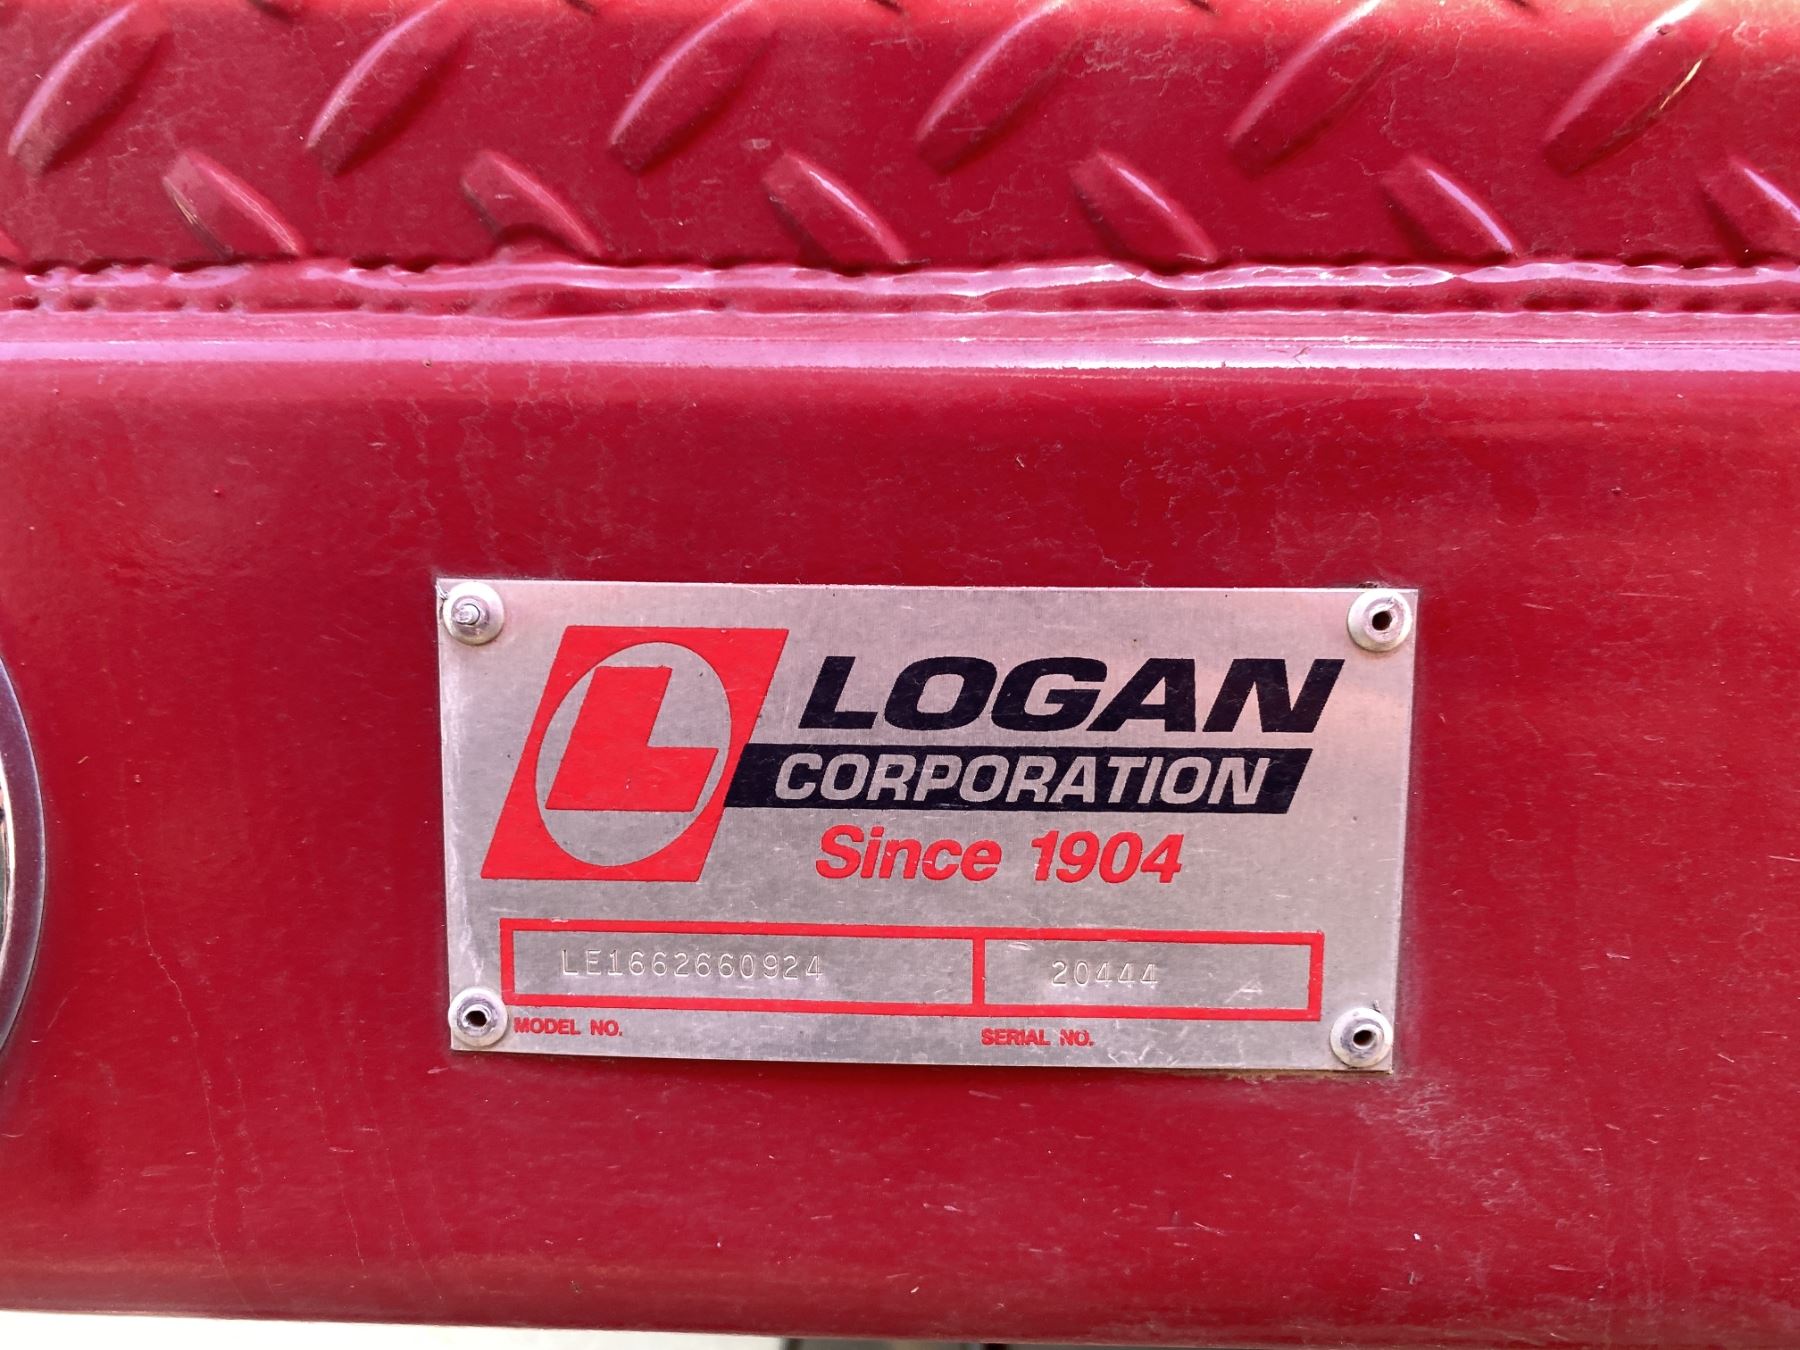 L
LOGAN
CORPORATION
Since 1904
LE1662660924
20444
MODEL NO.
SERIAL NO.